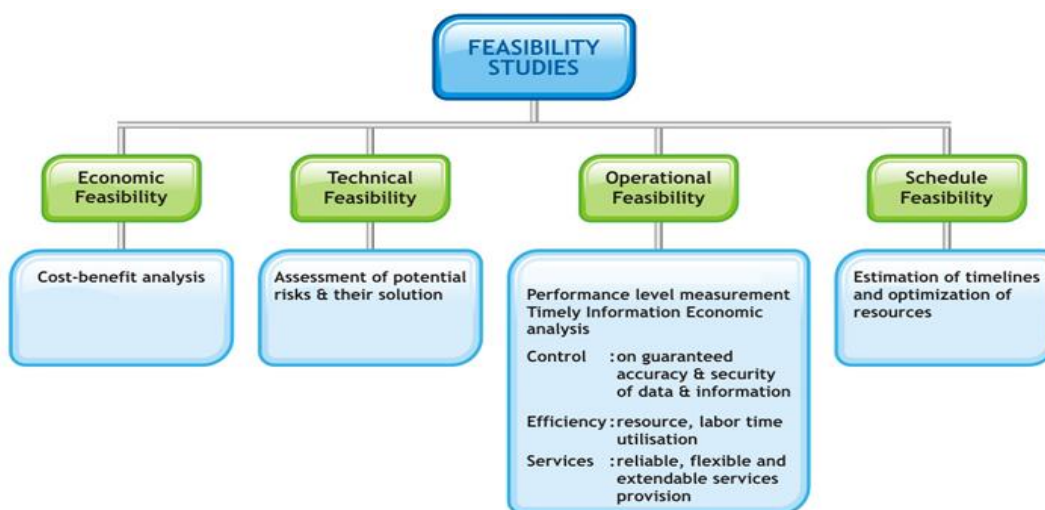 FEASIBILITY
STUDIES
Economic
Feasibility
Technical
Feasibility
Operational
Feasibility
Schedule
Feasibility
Cost-benefit analysis
Assessment of potential
risks & their solution
Performance level measurement
Timely Information Economic
analysis
Control : on guaranteed
accuracy & security
of data & information
Efficiency : resource, labor time
utilisation
Services : reliable, flexible and
extendable services
provision
Estimation of timelines
and optimization of
resources